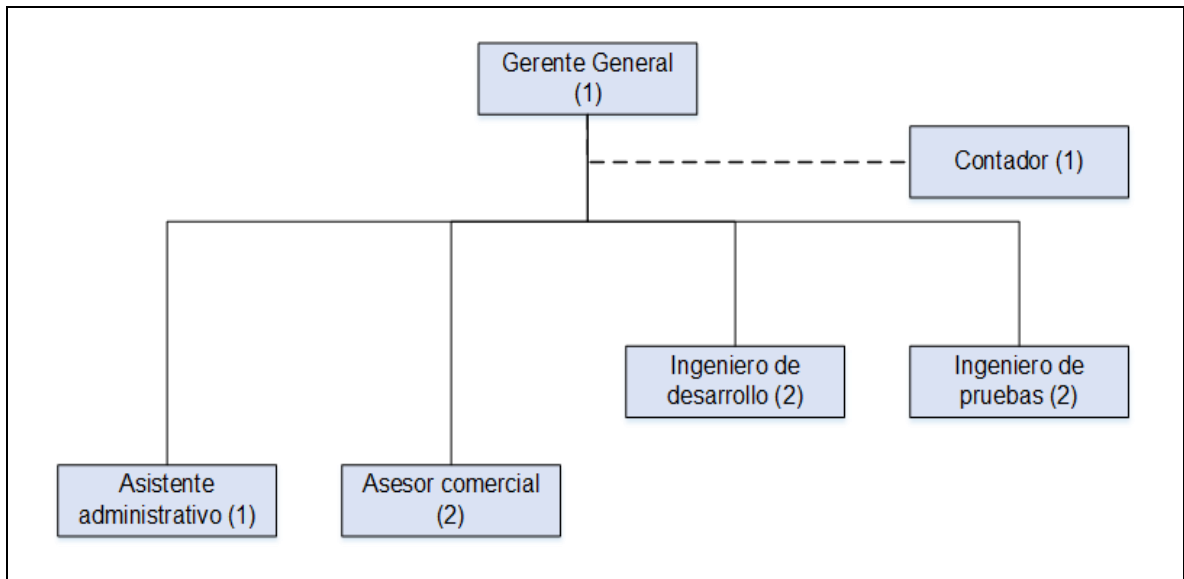 Gerente General
(1)
Contador (1)
Ingeniero de
desarrollo (2)
Ingeniero de
pruebas (2)
Asistente
administrativo (1)
Asesor comercial
(2)